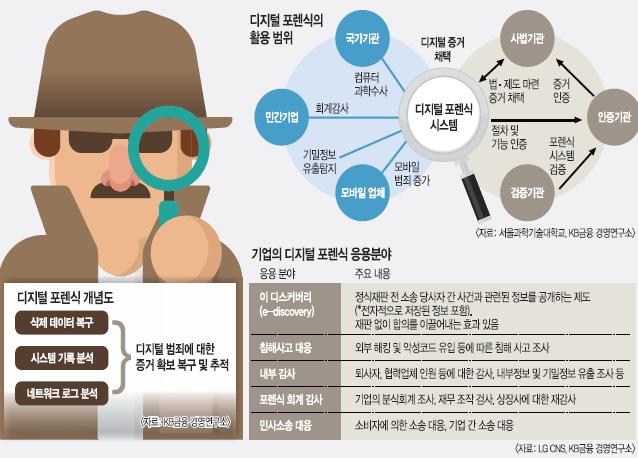 디지털 포렌식의
활용 범위
국가기관
디지털 증거
채택
사법기관
컴퓨터
과학수사
법·제도 마련
증거 채택
증거
인증
민간기업
회계감사
디지털 포렌식
시스템
인증기관
절차 및
기능 인증
기밀정보
유출탐지
모바일
범죄 증가
포렌식
시스템
검증
모바일 업체
검증기관
〈자료: 서울과학기술대학교, KB금융 경영연구소〉
디지털 포렌식 개념도
삭제 데이터 복구
시스템 기록 분석
네트워크 로그 분석
디지털 범죄에 대한
증거 확보 복구 및 추적
〈자료: KB금융 경영연구소〉
기업의 디지털 포렌식 응용분야
응용 분야 주요 내용
이 디스커버리
(e-discovery)
정식재판 전 소송 당사자 간 사건과 관련된 정보를 공개하는 제도
(*전자적으로 저장된 정보 포함).
재판 없이 합의를 이끌어내는 효과 있음
침해사고 대응 외부 해킹 및 악성코드 유입 등에 따른 침해 사고 조사
내부 감사 퇴사자, 협력업체 인원 등에 대한 감사, 내부정보 및 기밀정보 유출 조사 등
포렌식 회계 감사 기업의 분식회계 조사, 재무 조작 검사, 상장사에 대한 재감사
민사소송 대응 소비자에 의한 소송 대응, 기업 간 소송 대응
〈자료: LG CNS, KB금융 경영연구소〉